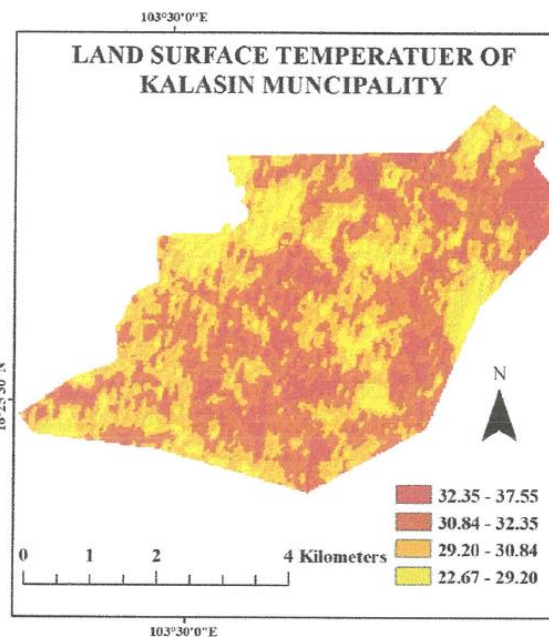 103°30'0"E
LAND SURFACE TEMPERATUER OF
KALASIN MUNCIPALITY
N
32.35 - 37.55
30.84 - 32.35
29.20 - 30.84
22.67 - 29.20
0 1 2 4 Kilometers
103°30'0"E